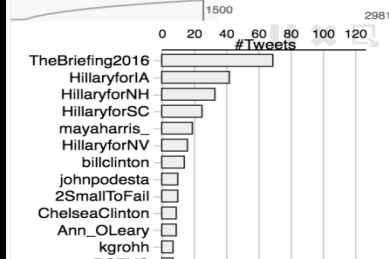 1500
2981
0 20 40 60 80 100 120
#Tweets
TheBriefing2016
HillaryforIA
HillaryforNH
HillaryforSC
mayaharris_
HillaryforNV
billclinton
johnpodesta
2SmallToFail
ChelseaClinton
Ann_OLeary
kgrohh